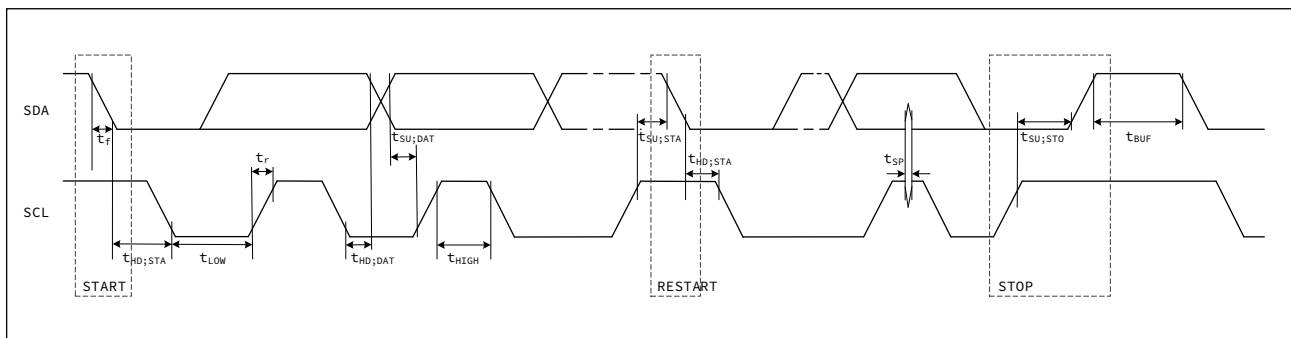 SDA
t_f
t_SU;DAT
t_SU;STA
t_SU;STO
t_BUF
t_r
t_HD;STA
t_SP
SCL
t_HD;STA
t_LOW
t_HD;DAT
t_HIGH
START
RESTART
STOP